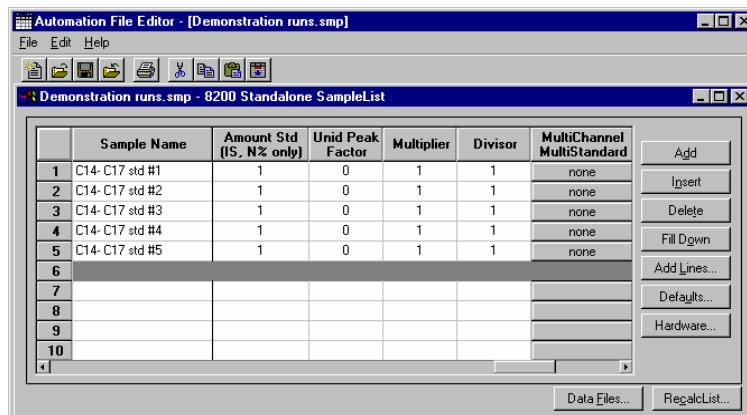 Automation File Editor - [Demonstration runs.smp]
File Edit Help
Demonstration runs.smp - 8200 Standalone SampleList
Sample Name Amount Std (IS, N% only) Unid Peak Factor Multiplier Divisor MultiChannel MultiStandard
1 C14- C17 std #1 1 0 1 1 none
2 C14- C17 std #2 1 0 1 1 none
3 C14- C17 std #3 1 0 1 1 none
4 C14- C17 std #4 1 0 1 1 none
5 C14- C17 std #5 1 0 1 1 none
6
7
8
9
10
Add
Insert
Delete
Fill Down
Add Lines...
Defaults...
Hardware...
Data Files... RecalcList...